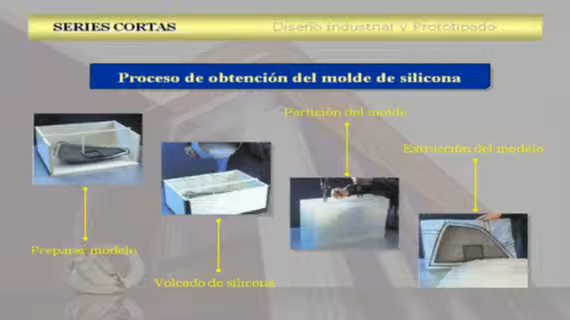 SERIES CORTAS
Diseño Industrial y Prototipado
Proceso de obtención del molde de silicona
Partición del molde
Extracción del modelo
Preparar modelo
Volcado de silicona